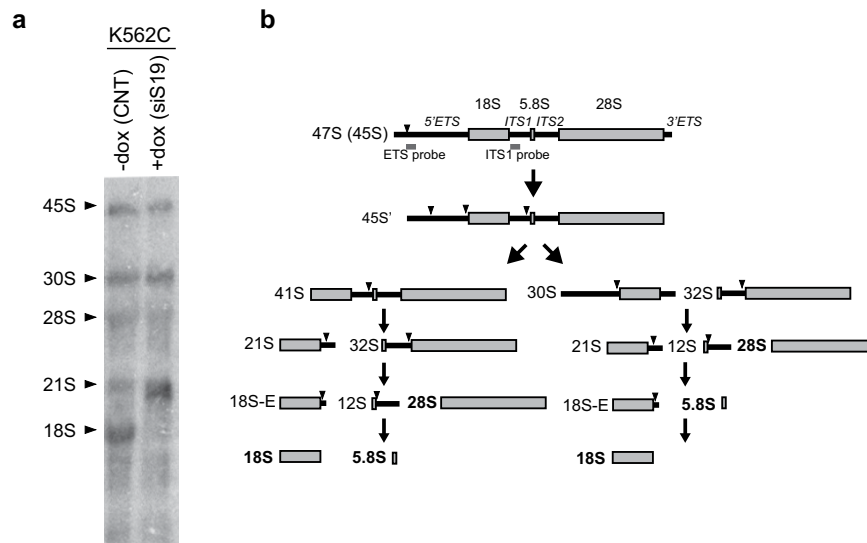 a
K562C
-dox (CNT)
+dox (siS19)
45S
30S
28S
21S
18S
b
18S 5.8S 28S
5'ETS ITS1 ITS2 3'ETS
47S (45S)
ETS probe ITS1 probe
45S'
41S 30S 32S
21S 32S 21S 12S 28S
18S-E 12S 28S 18S-E 5.8S
18S 5.8S 18S